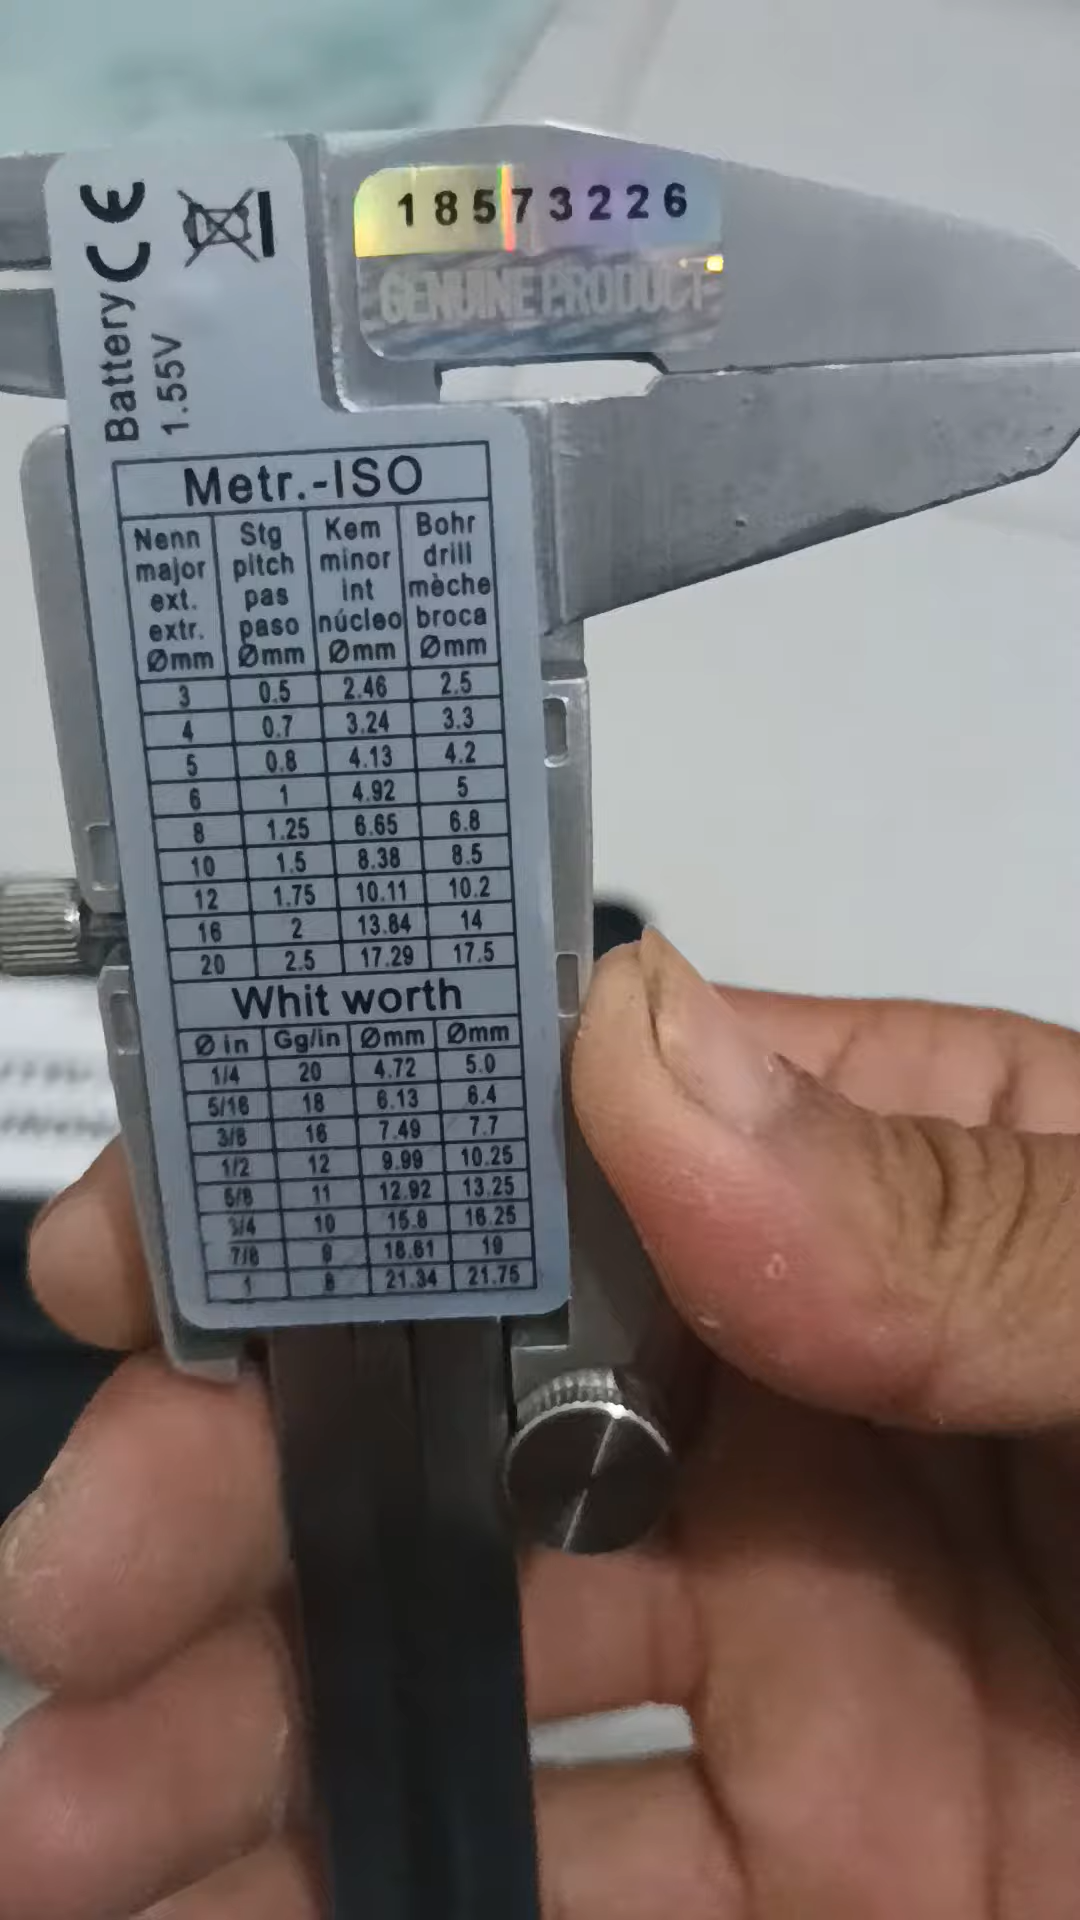 18573226
GENUINE PRODUCT
Battery CE
1.55V
Metr.-ISO
Nenn major ext. extr. Ømm
Stg pitch pas paso Ømm
Kem minor int núcleo Ømm
Bohr drill mèche broca Ømm
3 0.5 2.46 2.5
4 0.7 3.24 3.3
5 0.8 4.13 4.2
6 1 4.92 5
8 1.25 6.65 6.8
10 1.5 8.38 8.5
12 1.75 10.11 10.2
16 2 13.84 14
20 2.5 17.29 17.5
Whit worth
Ø in Gg/in Ømm Ømm
1/4 20 4.72 5.0
5/16 18 6.13 6.4
3/8 16 7.49 7.7
1/2 12 9.99 10.25
5/8 11 12.92 13.25
3/4 10 15.8 16.25
7/8 9 18.61 19
1 8 21.34 21.75